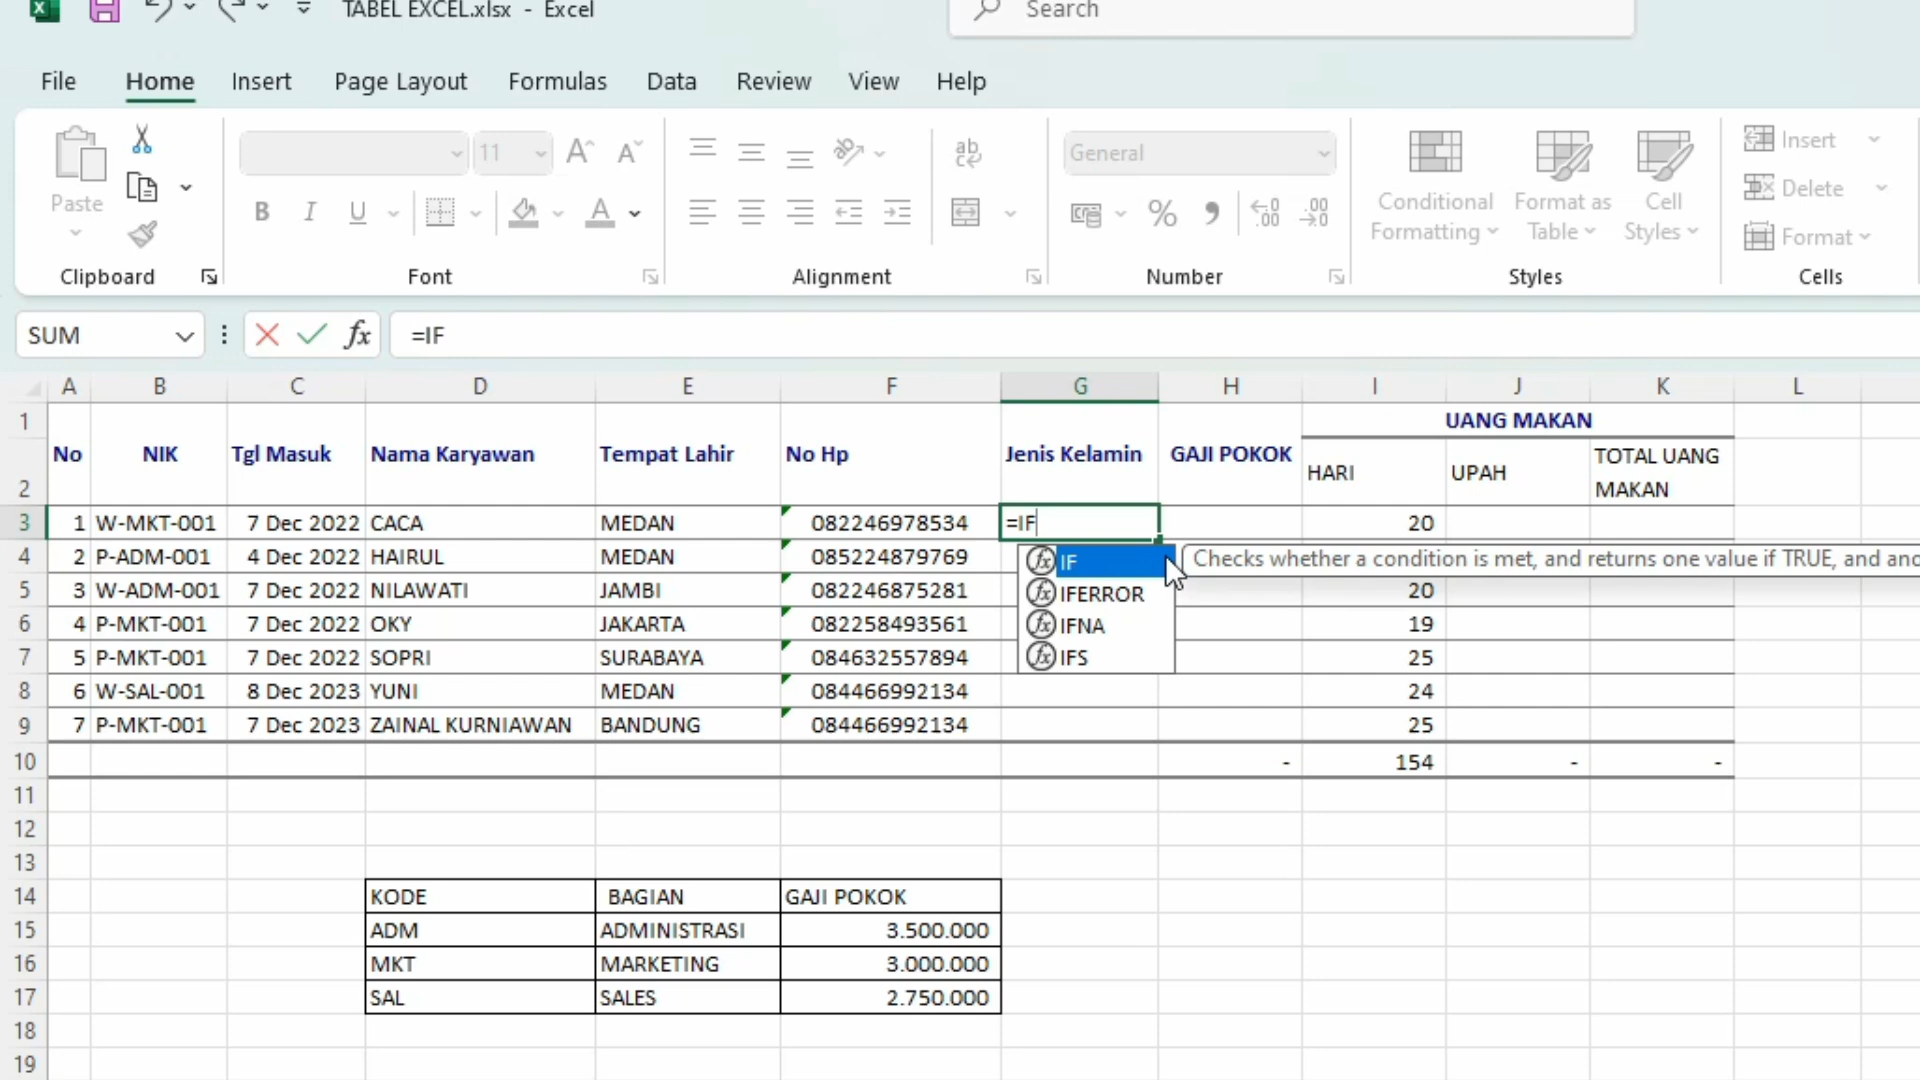 TABEL EXCEL.xlsx - Excel
Search
File Home Insert Page Layout Formulas Data Review View Help
Paste
11
General
Conditional Formatting
Format as Table
Cell Styles
Insert
Delete
Format
Clipboard Font Alignment Number Styles Cells
SUM fx =IF
A B C D E F G H I J K L
1 UANG MAKAN
No NIK Tgl Masuk Nama Karyawan Tempat Lahir No Hp Jenis Kelamin GAJI POKOK
2 HARI UPAH TOTAL UANG MAKAN
3 1 W-MKT-001 7 Dec 2022 CACA MEDAN 082246978534 =IF 20
4 2 P-ADM-001 4 Dec 2022 HAIRUL MEDAN 085224879769
5 3 W-ADM-001 7 Dec 2022 NILAWATI JAMBI 082246875281 20
6 4 P-MKT-001 7 Dec 2022 OKY JAKARTA 082258493561 19
7 5 P-MKT-001 7 Dec 2022 SOPRI SURABAYA 084632557894 25
8 6 W-SAL-001 8 Dec 2023 YUNI MEDAN 084466992134 24
9 7 P-MKT-001 7 Dec 2023 ZAINAL KURNIAWAN BANDUNG 084466992134 25
10 - 154 - -
IF
IFERROR
IFNA
IFS
Checks whether a condition is met, and returns one value if TRUE, and
11
12
13
14 KODE BAGIAN GAJI POKOK
15 ADM ADMINISTRASI 3.500.000
16 MKT MARKETING 3.000.000
17 SAL SALES 2.750.000
18
19